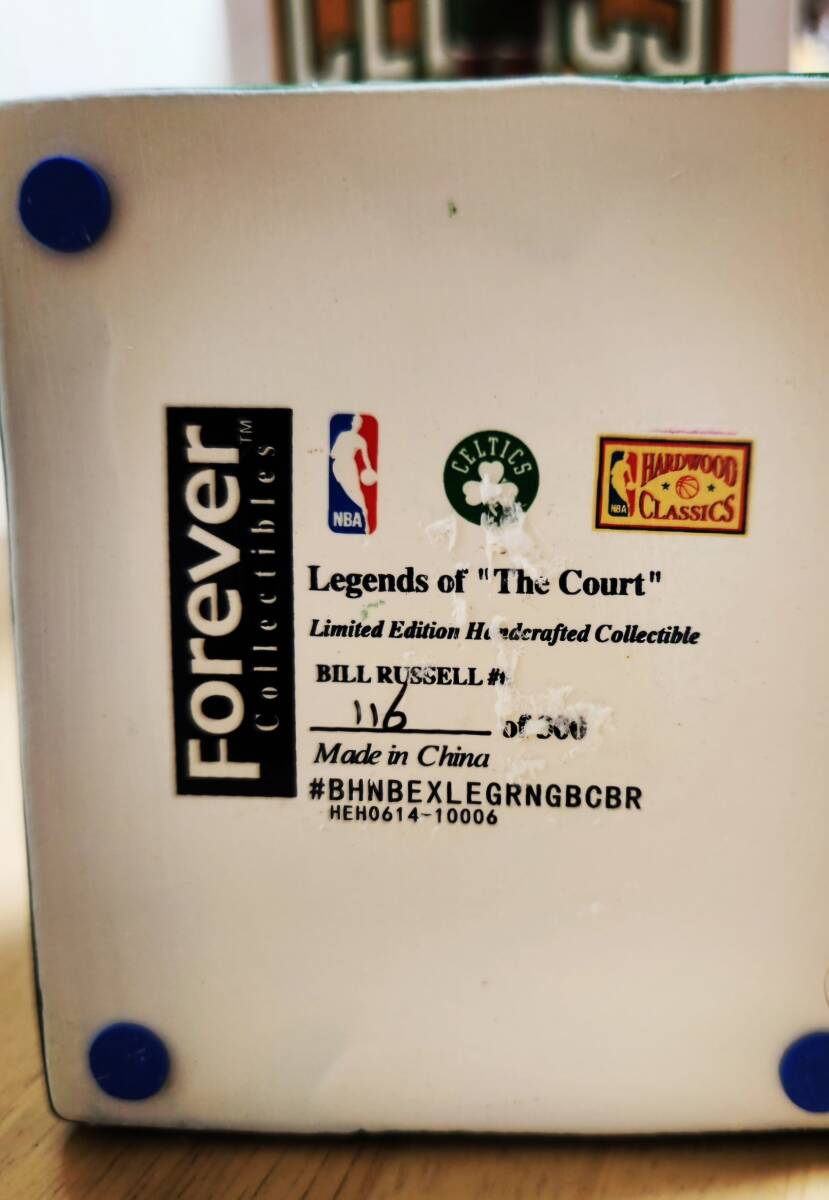 Forever™
Collectibles
NBA
CELTICS
NBA
HARDWOOD
CLASSICS
Legends of "The Court"
Limited Edition Handcrafted Collectible
BILL RUSSELL
116 of
Made in China
#BHNBEXLEGRNGBCBR
HEH0614-10006